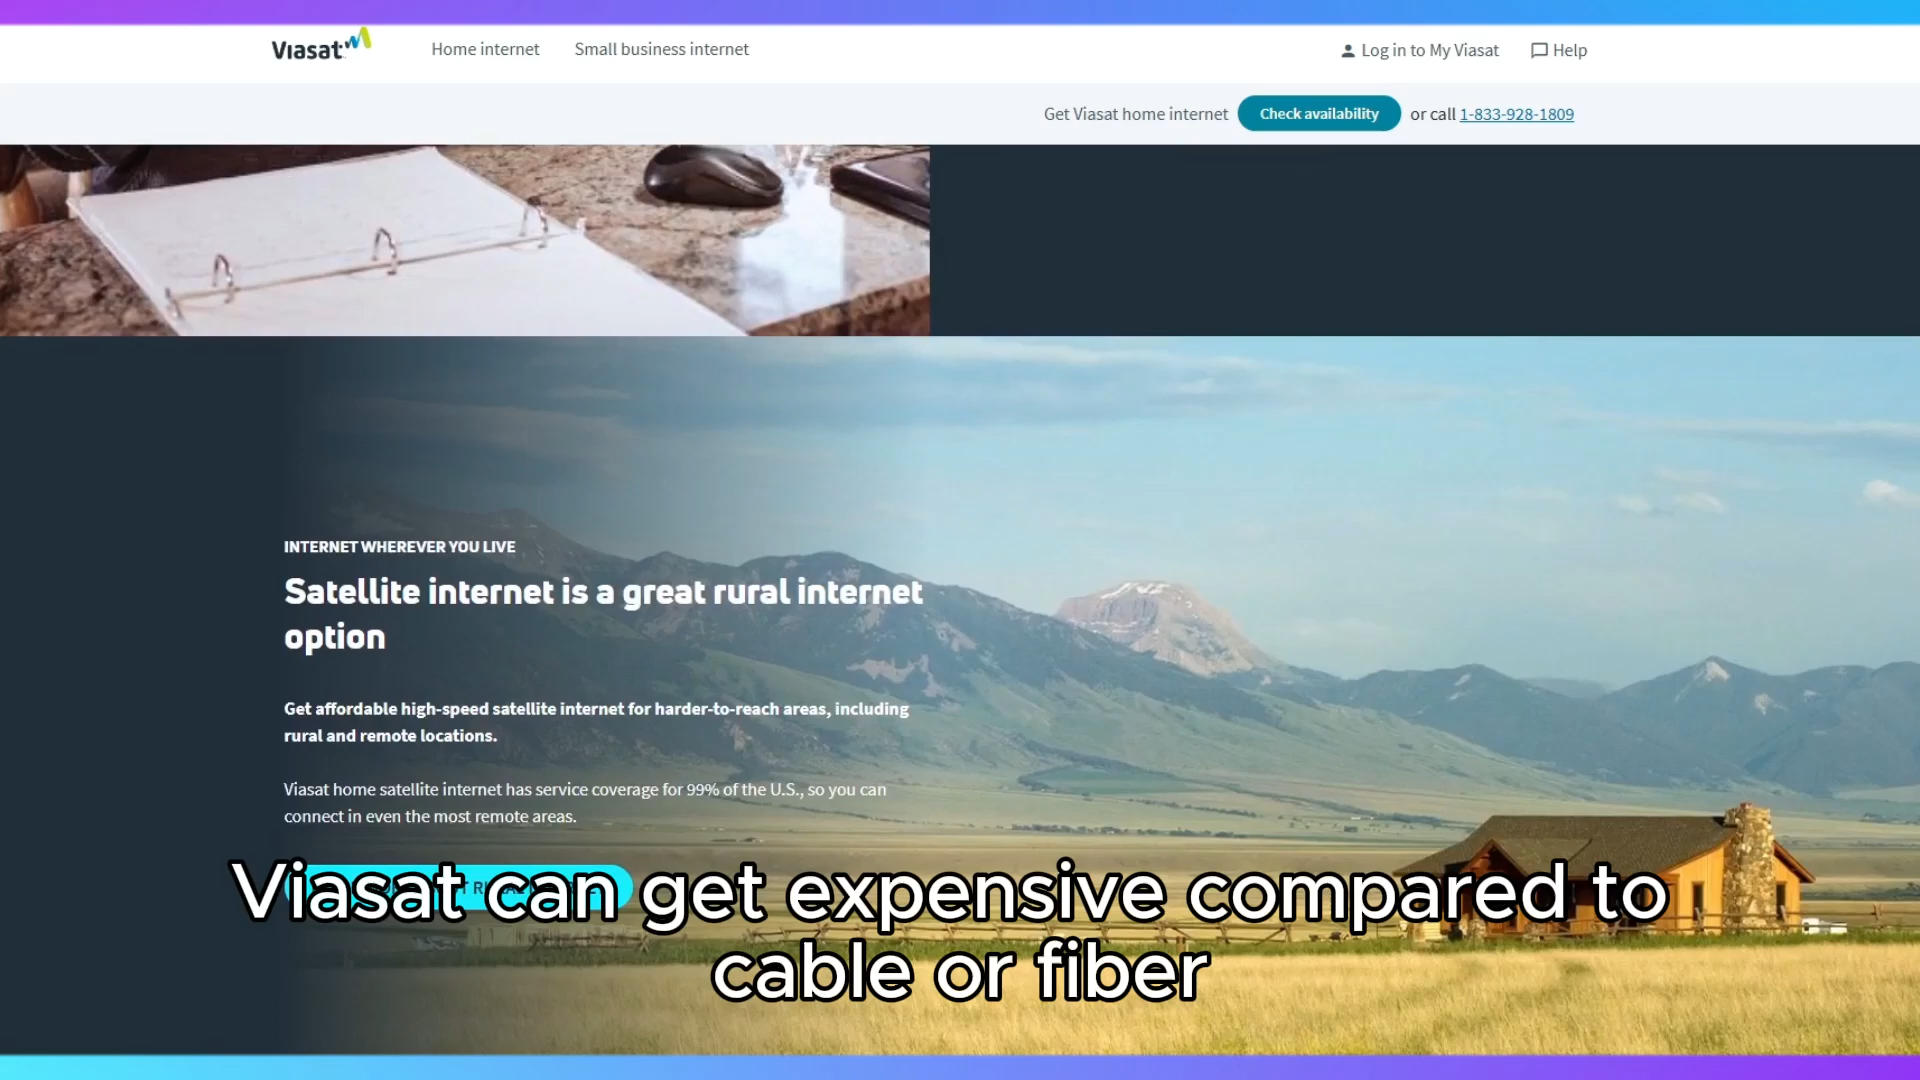 Viasat
Home internet
Small business internet
Log in to My Viasat
Help
Get Viasat home internet
Check availability
or call 1-833-928-1809
INTERNET WHEREVER YOU LIVE
Satellite internet is a great rural internet
option
Get affordable high-speed satellite internet for harder-to-reach areas, including
rural and remote locations.
Viasat home satellite internet has service coverage for 99% of the U.S., so you can
connect in even the most remote areas.
Viasat can get expensive compared to
cable or fiber